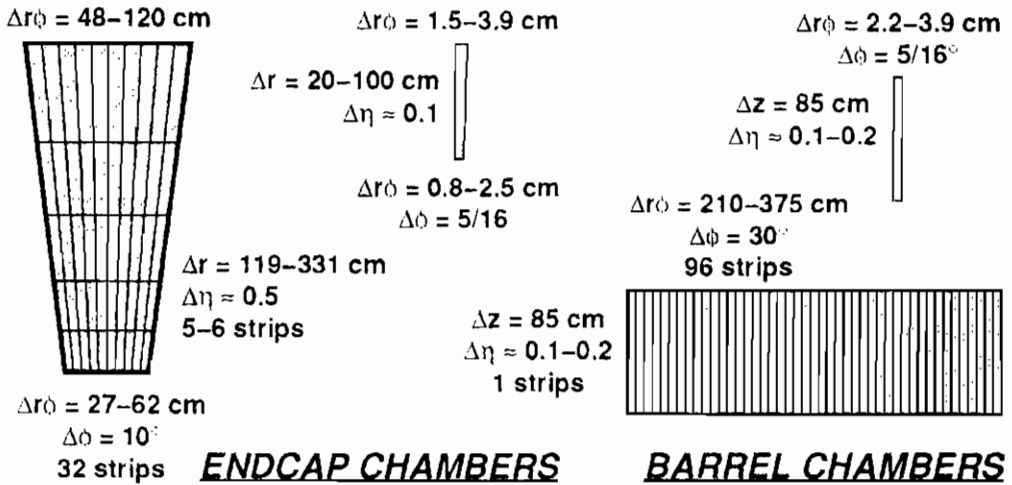 Δrϕ = 48–120 cm
Δr = 119–331 cm
Δη ≈ 0.5
5–6 strips
Δrϕ = 27–62 cm
Δϕ = 10°
32 strips
Δrϕ = 1.5–3.9 cm
Δr = 20–100 cm
Δη ≈ 0.1
Δrϕ = 0.8–2.5 cm
Δϕ = 5/16
ENDCAP CHAMBERS
Δrϕ = 2.2–3.9 cm
Δϕ = 5/16°
Δz = 85 cm
Δη ≈ 0.1–0.2
Δrϕ = 210–375 cm
Δϕ = 30°
96 strips
Δz = 85 cm
Δη ≈ 0.1–0.2
1 strips
BARREL CHAMBERS